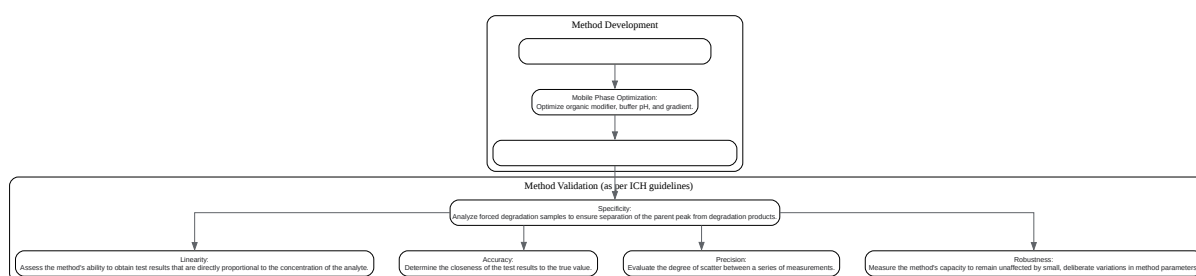 Method Development
Mobile Phase Optimization:
Optimize organic modifier, buffer pH, and gradient.
Method Validation (as per ICH guidelines)
Specificity:
Analyze forced degradation samples to ensure separation of the parent peak from degradation products.
Linearity:
Assess the method's ability to obtain test results that are directly proportional to the concentration of the analyte.
Accuracy:
Determine the closeness of the test results to the true value.
Precision:
Evaluate the degree of scatter between a series of measurements.
Robustness:
Measure the method's capacity to remain unaffected by small, deliberate variations in method parameters